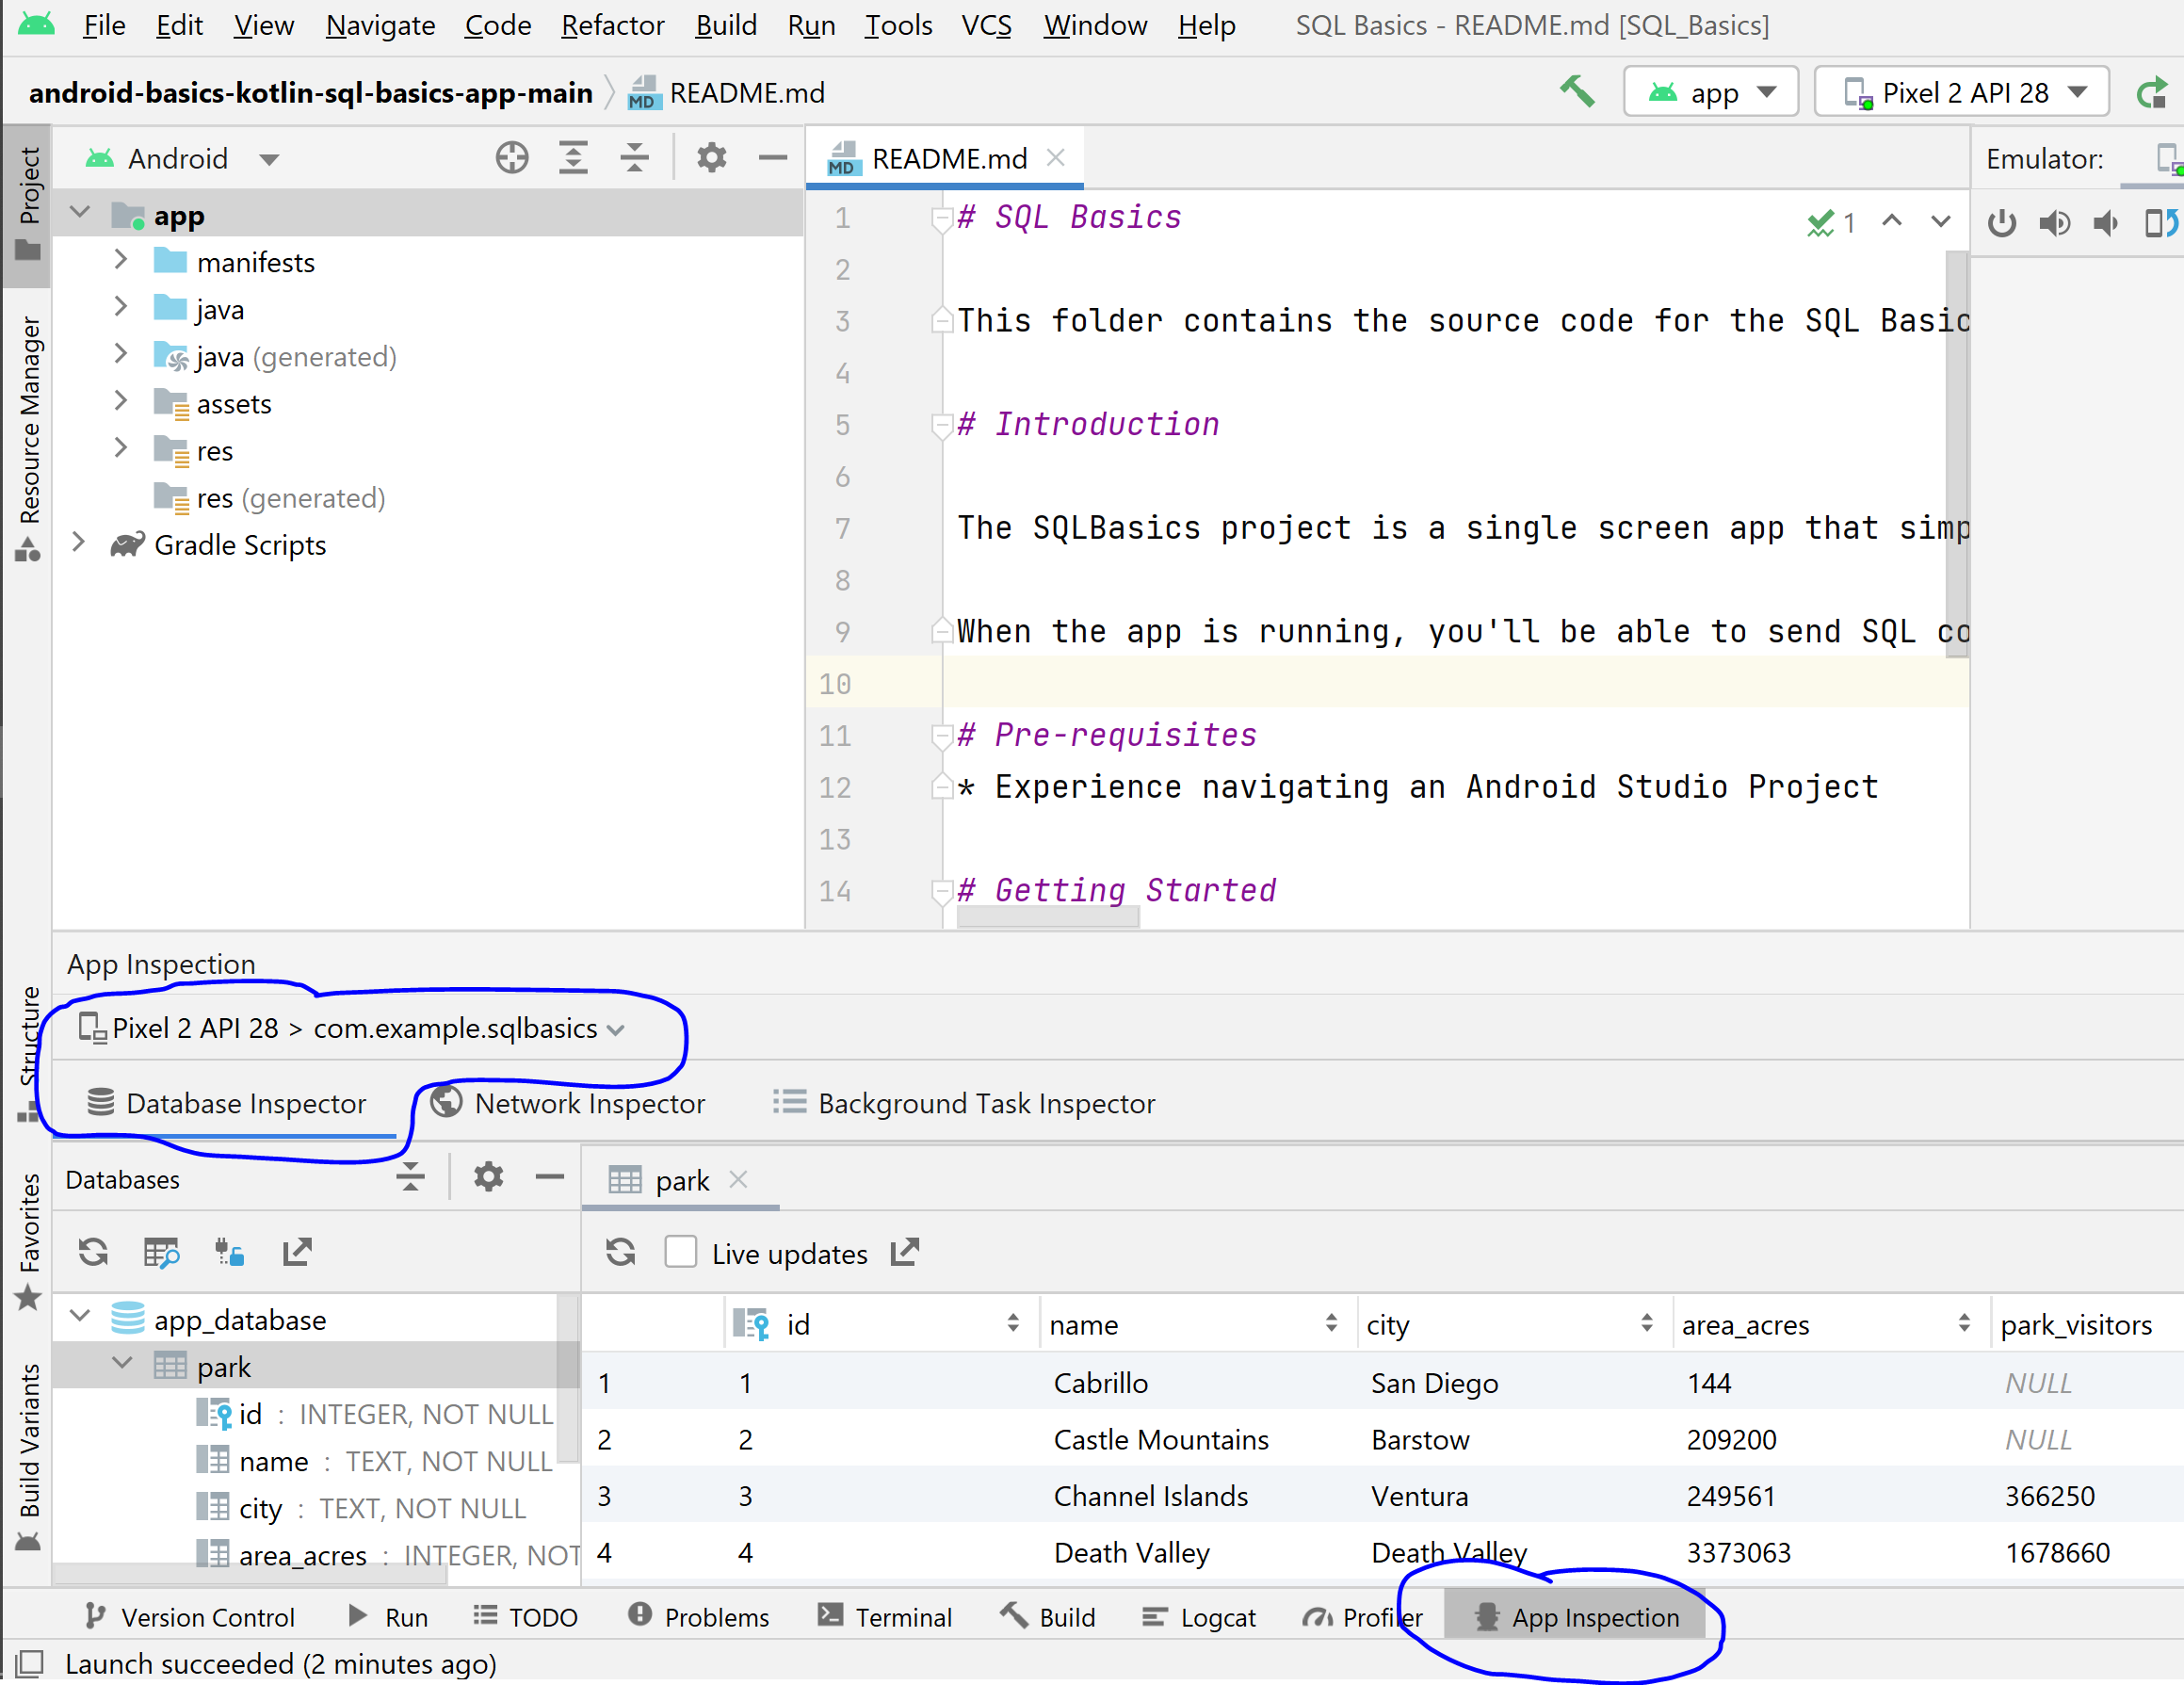 File Edit View Navigate Code Refactor Build Run Tools VCS Window Help SQL Basics - README.md [SQL_Basics]
android-basics-kotlin-sql-basics-app-main README.md app Pixel 2 API 28
Project
Resource Manager
Structure
Favorites
Build Variants
Android
app
manifests
java
java (generated)
assets
res
res (generated)
Gradle Scripts
README.md
1 # SQL Basics
2
3 This folder contains the source code for the SQL Basic
4
5 # Introduction
6
7 The SQLBasics project is a single screen app that simp
8
9 When the app is running, you'll be able to send SQL co
10
11 # Pre-requisites
12 * Experience navigating an Android Studio Project
13
14 # Getting Started
1
Emulator:
App Inspection
Pixel 2 API 28 > com.example.sqlbasics
Database Inspector Network Inspector Background Task Inspector
Databases
app_database
park
id : INTEGER, NOT NULL
name : TEXT, NOT NULL
city : TEXT, NOT NULL
area_acres : INTEGER, NOT
park
Live updates
id name city area_acres park_visitors
1 1 Cabrillo San Diego 144 NULL
2 2 Castle Mountains Barstow 209200 NULL
3 3 Channel Islands Ventura 249561 366250
4 4 Death Valley Death Valley 3373063 1678660
Version Control Run TODO Problems Terminal Build Logcat Profiler App Inspection
Launch succeeded (2 minutes ago)